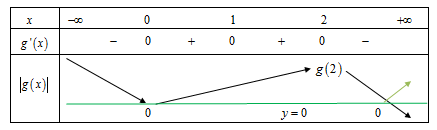 x −∞ 0 1 2 +∞
g'(x) − 0 + 0 + 0 −
|g(x)| g(2)
0 y = 0 0